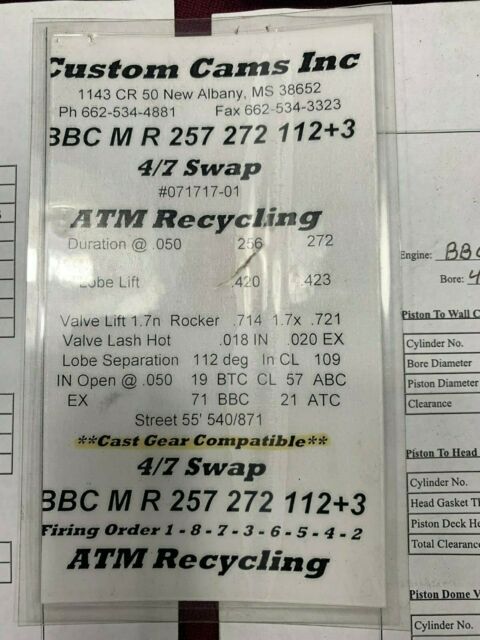 Custom Cams Inc
1143 CR 50 New Albany, MS 38652
Ph 662-534-4881 Fax 662-534-3323
BBC M R 257 272 112+3
4/7 Swap
#071717-01
ATM Recycling
Duration @ .050 256 272
Lobe Lift .420 .423
Valve Lift 1.7n Rocker .714 1.7x .721
Valve Lash Hot .018 IN .020 EX
Lobe Separation 112 deg In CL 109
IN Open @ .050 19 BTC CL 57 ABC
EX 71 BBC 21 ATC
Street 55' 540/871
**Cast Gear Compatible**
4/7 Swap
BBC M R 257 272 112+3
Firing Order 1 - 8 - 7 - 3 - 6 - 5 - 4 - 2
ATM Recycling
Engine: BBC
Bore: 4
Piston To Wall C
Cylinder No.
Bore Diameter
Piston Diameter
Clearance
Piston To Head
Cylinder No.
Head Gasket Th
Piston Deck He
Total Clearance
Piston Dome V
Cylinder No.